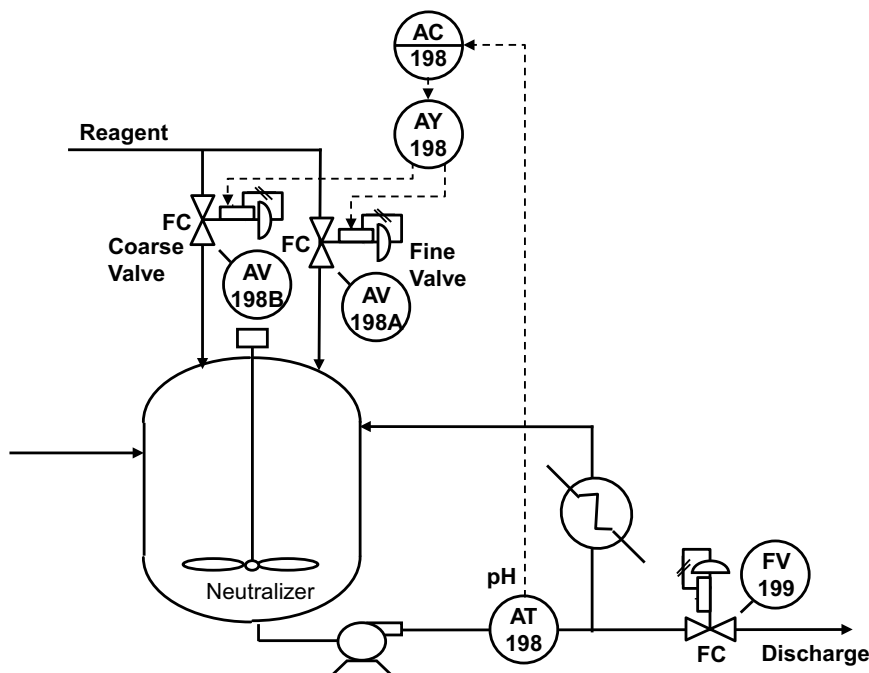 AC
198
AY
198
Reagent
FC
Coarse
Valve
AV
198B
FC
Fine
Valve
AV
198A
Neutralizer
pH
AT
198
FV
199
FC
Discharge